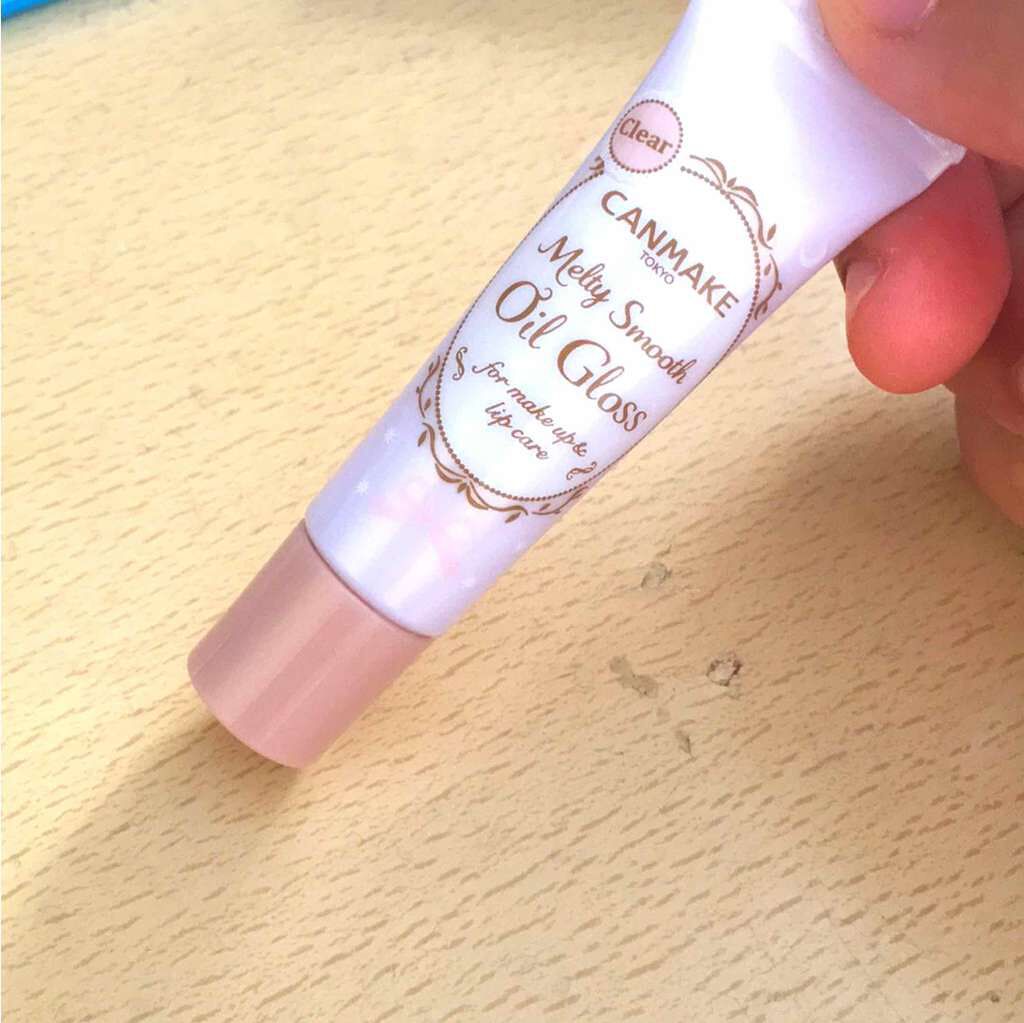 Clear
CANMAKE
TOKYO
Melty Smooth
Oil Gloss
for make up &
lip care